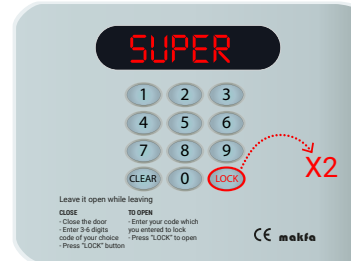 SUPER
1 2 3
4 5 6
7 8 9
CLEAR 0 LOCK
X2
Leave it open while leaving
CLOSE
- Close the door
- Enter 3-6 digits
code of your choice
- Press "LOCK" button
TO OPEN
- Enter your code which
you entered to lock
- Press "LOCK" to open
CE makfa